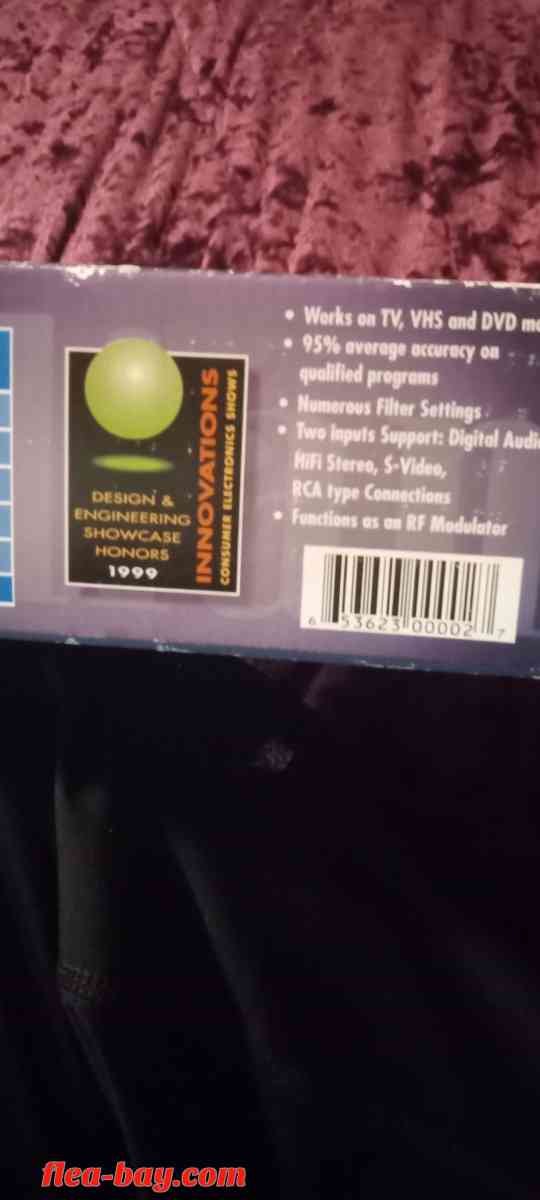 DESIGN &
ENGINEERING
SHOWCASE
HONORS
1999
INNOVATIONS
CONSUMER ELECTRONICS SHOWS
• Works on TV, VHS and DVD mo
• 95% average accuracy on
qualified programs
• Numerous Filter Settings
• Two inputs Support: Digital Audi
HiFi Stereo, S-Video,
RCA type Connections
• Functions as an RF Modulator
6 53623 00002 7
flea-bay.com